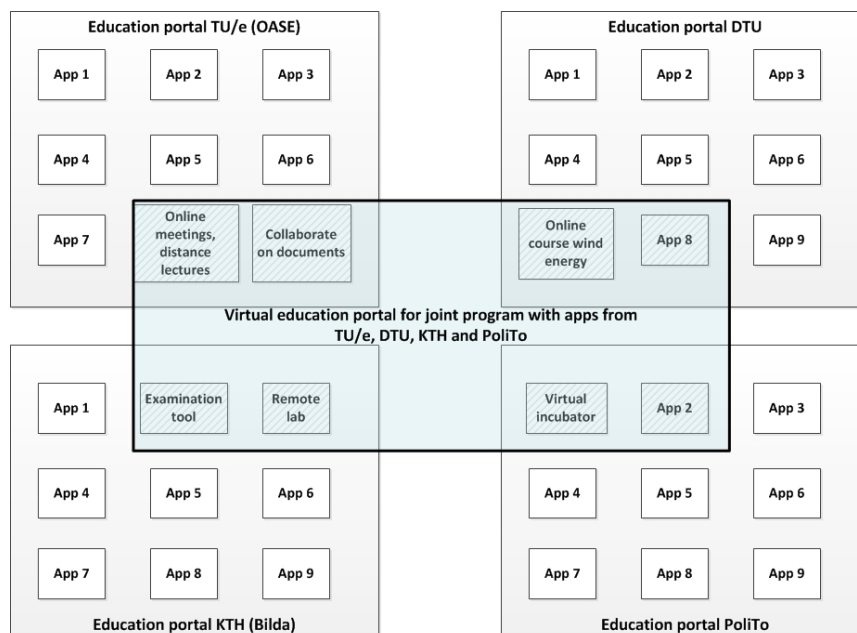 Education portal TU/e (OASE)
App 1
App 2
App 3
App 4
App 5
App 6
App 7
Online
meetings,
distance
lectures
Collaborate
on documents
Education portal DTU
App 1
App 2
App 3
App 4
App 5
App 6
Online
course wind
energy
App 8
App 9
Virtual education portal for joint program with apps from
TU/e, DTU, KTH and PoliTo
App 1
Examination
tool
Remote
lab
App 4
App 5
App 6
App 7
App 8
App 9
Education portal KTH (Bilda)
Virtual
incubator
App 2
App 3
App 4
App 5
App 6
App 7
App 8
App 9
Education portal PoliTo